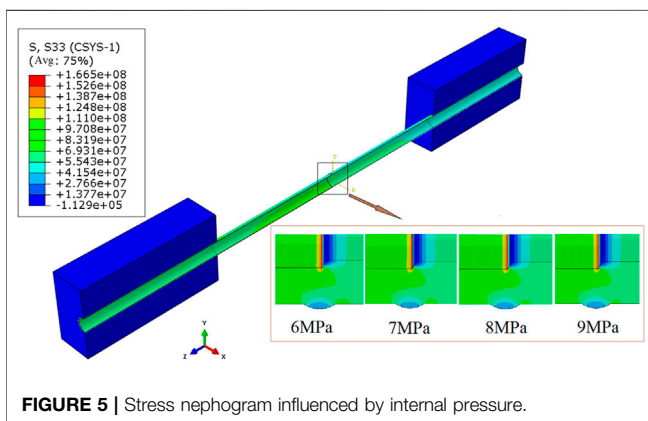 S, S33 (CSYS-1)
(Avg: 75%)
+1.665e+08
+1.526e+08
+1.387e+08
+1.248e+08
+1.110e+08
+9.708e+07
+8.319e+07
+6.931e+07
+5.543e+07
+4.154e+07
+2.766e+07
+1.377e+07
-1.129e+05
Y
Z
X
6MPa
7MPa
8MPa
9MPa
FIGURE 5 | Stress nephogram influenced by internal pressure.